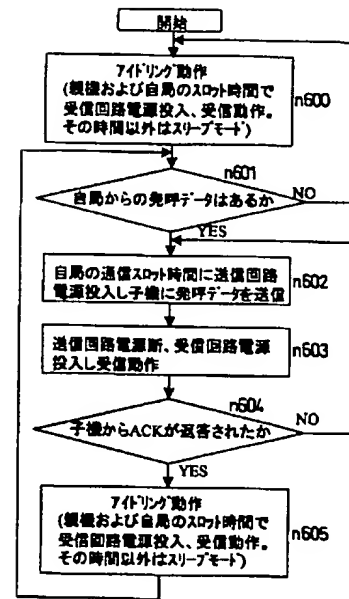 開始
アイドリング動作
(親機および自局のスロット時間で
受信回路電源投入、受信動作。
その時間以外はスリープモード)
n600
n601
自局からの発呼データはあるか
NO
YES
自局の通信スロット時間に送信回路
電源投入し子機に発呼データを送信
n602
送信回路電源断、受信回路電源
投入し受信動作
n603
n604
子機からACKが返答されたか
NO
YES
アイドリング動作
(親機および自局のスロット時間で
受信回路電源投入、受信動作。
その時間以外はスリープモード)
n605